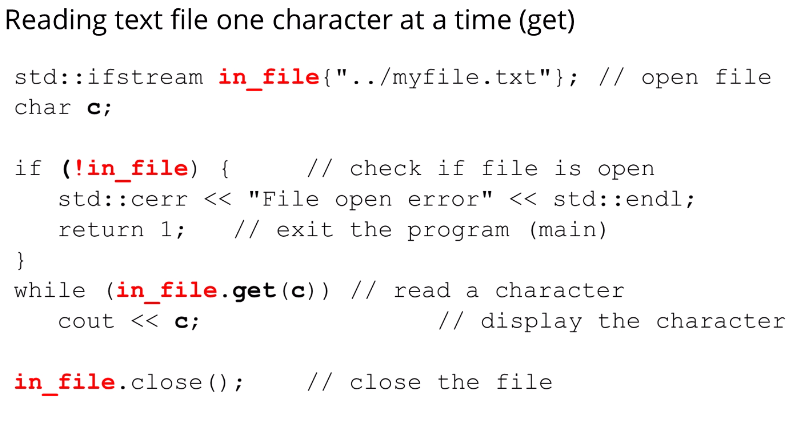 Reading text file one character at a time (get)
std::ifstream in_file{"../myfile.txt"}; // open file
char c;
if (!in_file) { // check if file is open
std::cerr << "File open error" << std::endl;
return 1; // exit the program (main)
}
while (in_file.get(c)) // read a character
cout << c; // display the character
in_file.close(); // close the file